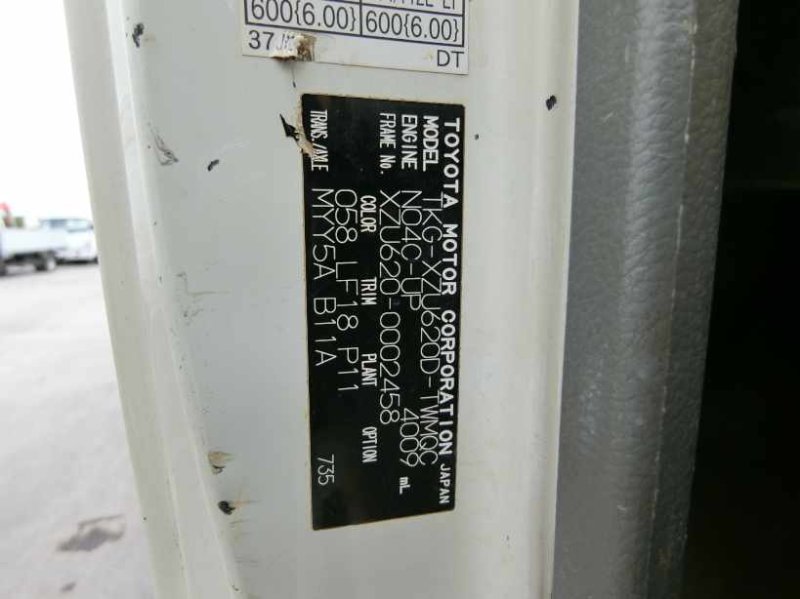 600{6.00} 600{6.00}
37
DT
TOYOTA MOTOR CORPORATION JAPAN
MODEL TKG-XZU620D-TWMQC
ENGINE N04C-UP 4009 mL
FRAME No. XZU620-0002458
COLOR TRIM PLANT OPTION
058 LF18 P11
TRANS./AXLE MYY5A B11A 735